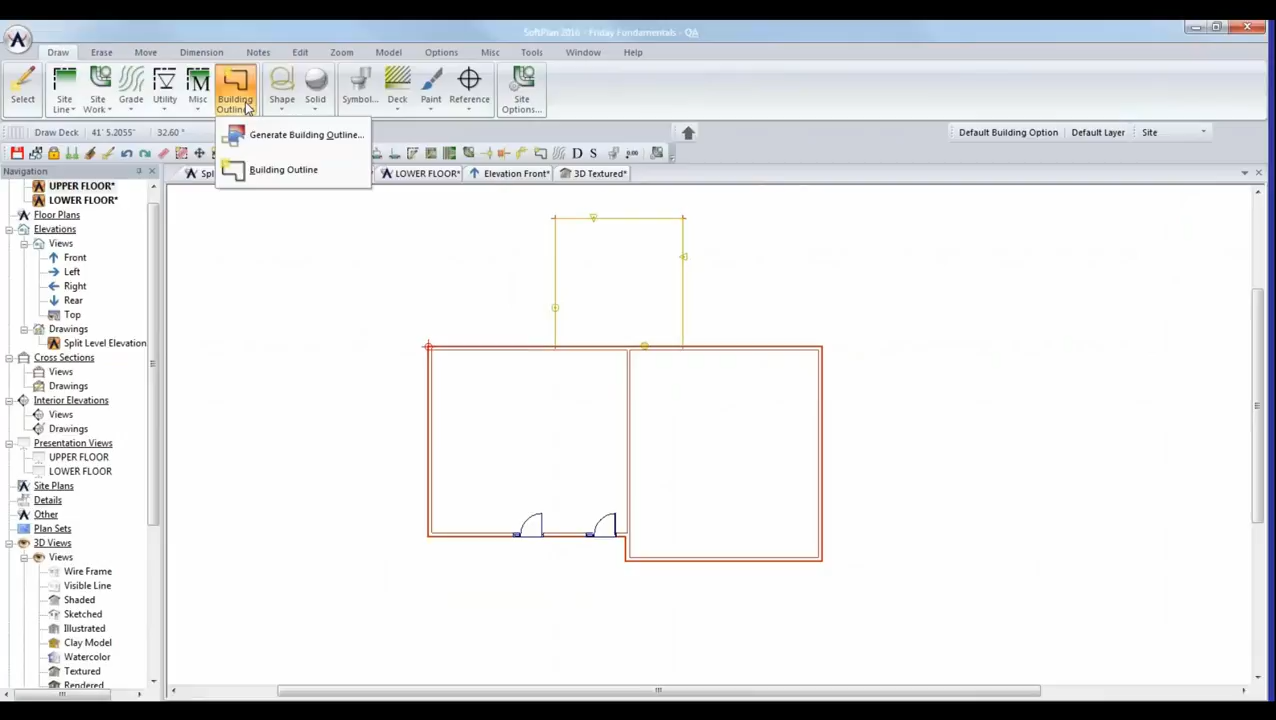 SoftPlan 2016 - Friday Fundamentals - QA
Draw Erase Move Dimension Notes Edit Zoom Model Options Misc Tools Window Help
Select
Site Line
Site Work
Grade
Utility
Misc
Building Outline
Shape
Solid
Symbol...
Deck
Paint
Reference
Site Options...
Generate Building Outline...
Building Outline
Draw Deck 41' 5.2055" 32.60 °
Default Building Option Default Layer Site
D S
Navigation
LOWER FLOOR* Elevation Front* 3D Textured*
UPPER FLOOR*
LOWER FLOOR*
Floor Plans
Elevations
Views
Front
Left
Right
Rear
Top
Drawings
Split Level Elevation
Cross Sections
Views
Drawings
Interior Elevations
Views
Drawings
Presentation Views
UPPER FLOOR
LOWER FLOOR
Site Plans
Details
Other
Plan Sets
3D Views
Views
Wire Frame
Visible Line
Shaded
Sketched
Illustrated
Clay Model
Watercolor
Textured
Rendered